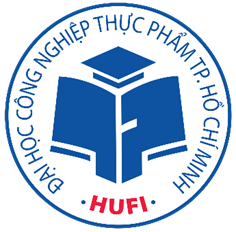 ĐẠI HỌC CÔNG NGHIỆP THỰC PHẨM TP. HỒ CHÍ MINH
· HUFI ·